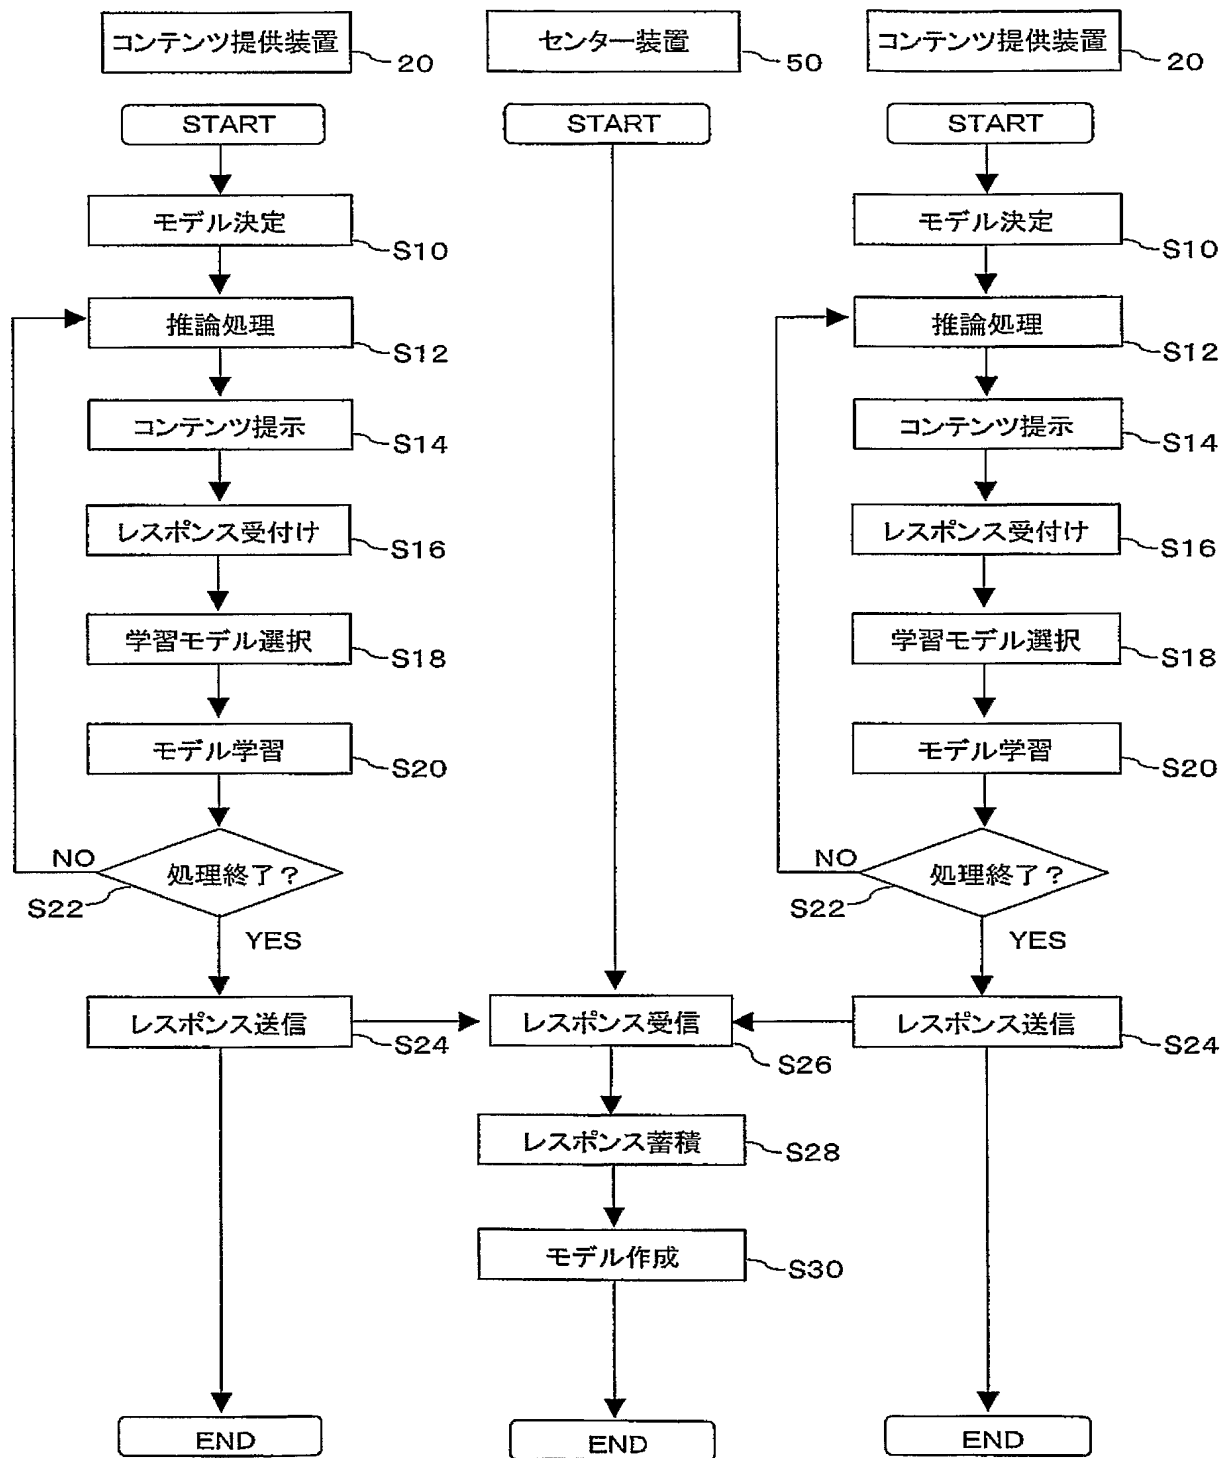 コンテンツ提供装置
20
センター装置
50
コンテンツ提供装置
20
START
START
START
モデル決定
S10
モデル決定
S10
推論処理
S12
推論処理
S12
コンテンツ提示
S14
コンテンツ提示
S14
レスポンス受付け
S16
レスポンス受付け
S16
学習モデル選択
S18
学習モデル選択
S18
モデル学習
S20
モデル学習
S20
NO
処理終了？
S22
YES
NO
処理終了？
S22
YES
レスポンス送信
S24
レスポンス受信
S26
レスポンス送信
S24
レスポンス蓄積
S28
モデル作成
S30
END
END
END